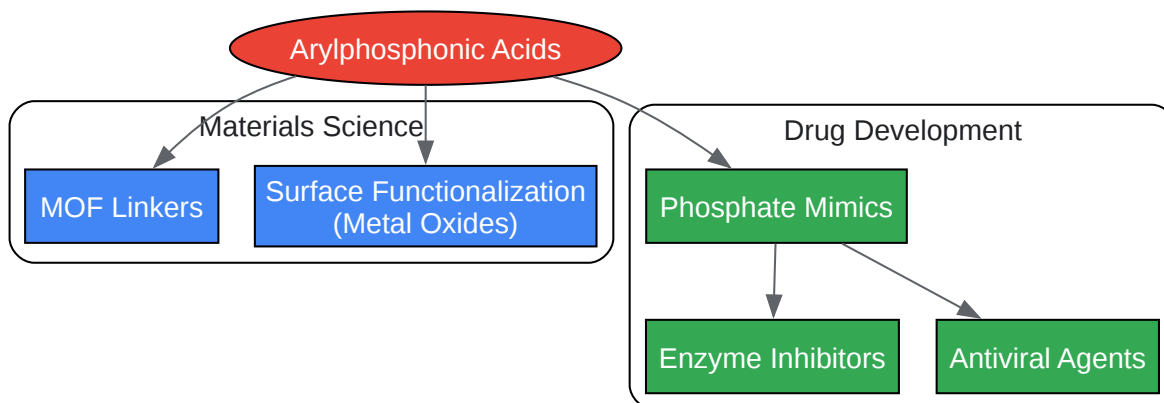 Arylphosphonic Acids
Materials Science
Drug Development
MOF Linkers
Surface Functionalization
(Metal Oxides)
Phosphate Mimics
Enzyme Inhibitors
Antiviral Agents